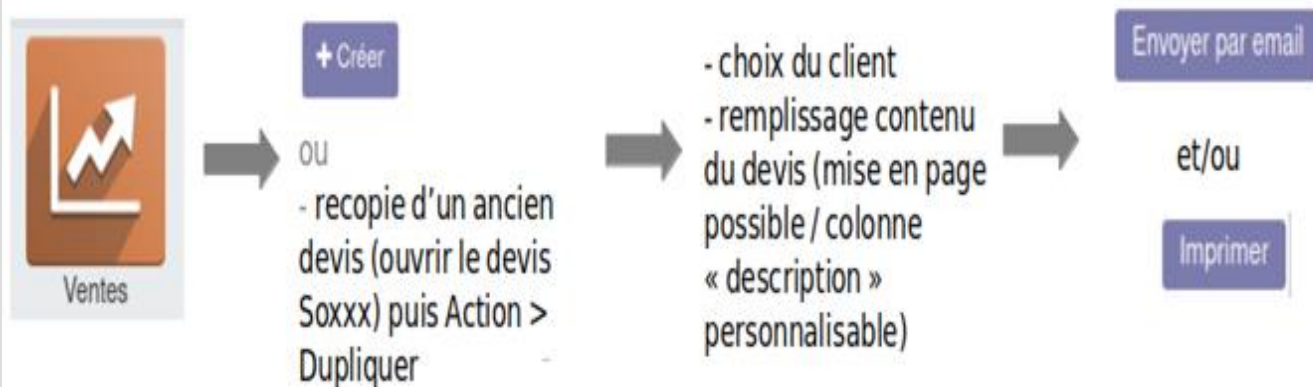 Ventes
+ Créer
ou
- recopie d'un ancien
devis (ouvrir le devis
Soxxx) puis Action >
Dupliquer
- choix du client
- remplissage contenu
du devis (mise en page
possible / colonne
« description »
personnalisable)
Envoyer par email
et/ou
Imprimer